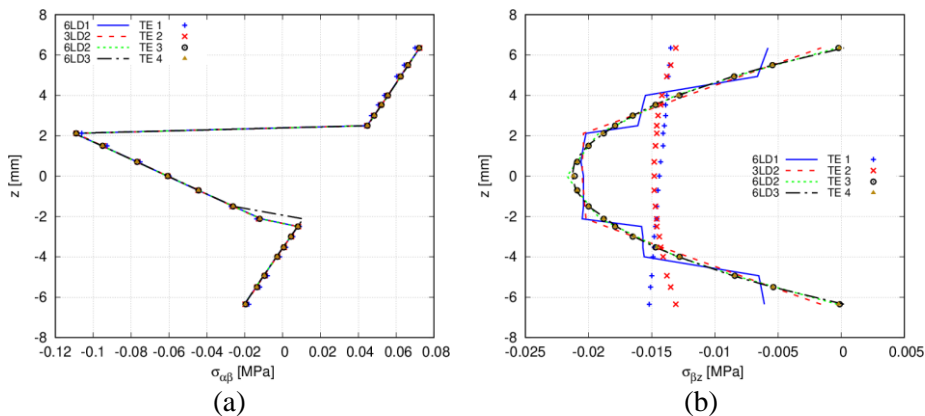 6LD1 TE 1
3LD2 TE 2
6LD2 TE 3
6LD3 TE 4
8
6
4
2
0
-2
-4
-6
-8
z [mm]
-0.12 -0.1 -0.08 -0.06 -0.04 -0.02 0 0.02 0.04 0.06 0.08
σαβ [MPa]
(a)
8
6
4
2
0
-2
-4
-6
-8
z [mm]
6LD1 TE 1
3LD2 TE 2
6LD2 TE 3
6LD3 TE 4
-0.025 -0.02 -0.015 -0.01 -0.005 0 0.005
σβz [MPa]
(b)